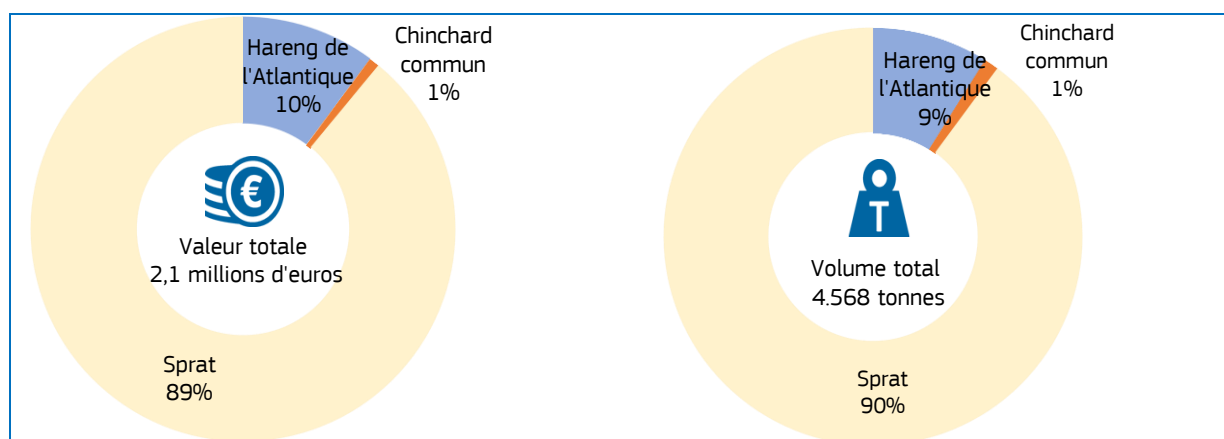 Hareng de
l'Atlantique
10%
Chinchard
commun
1%
€
Valeur totale
2,1 millions d'euros
Sprat
89%
Hareng de
l'Atlantique
9%
Chinchard
commun
1%
T
Volume total
4.568 tonnes
Sprat
90%